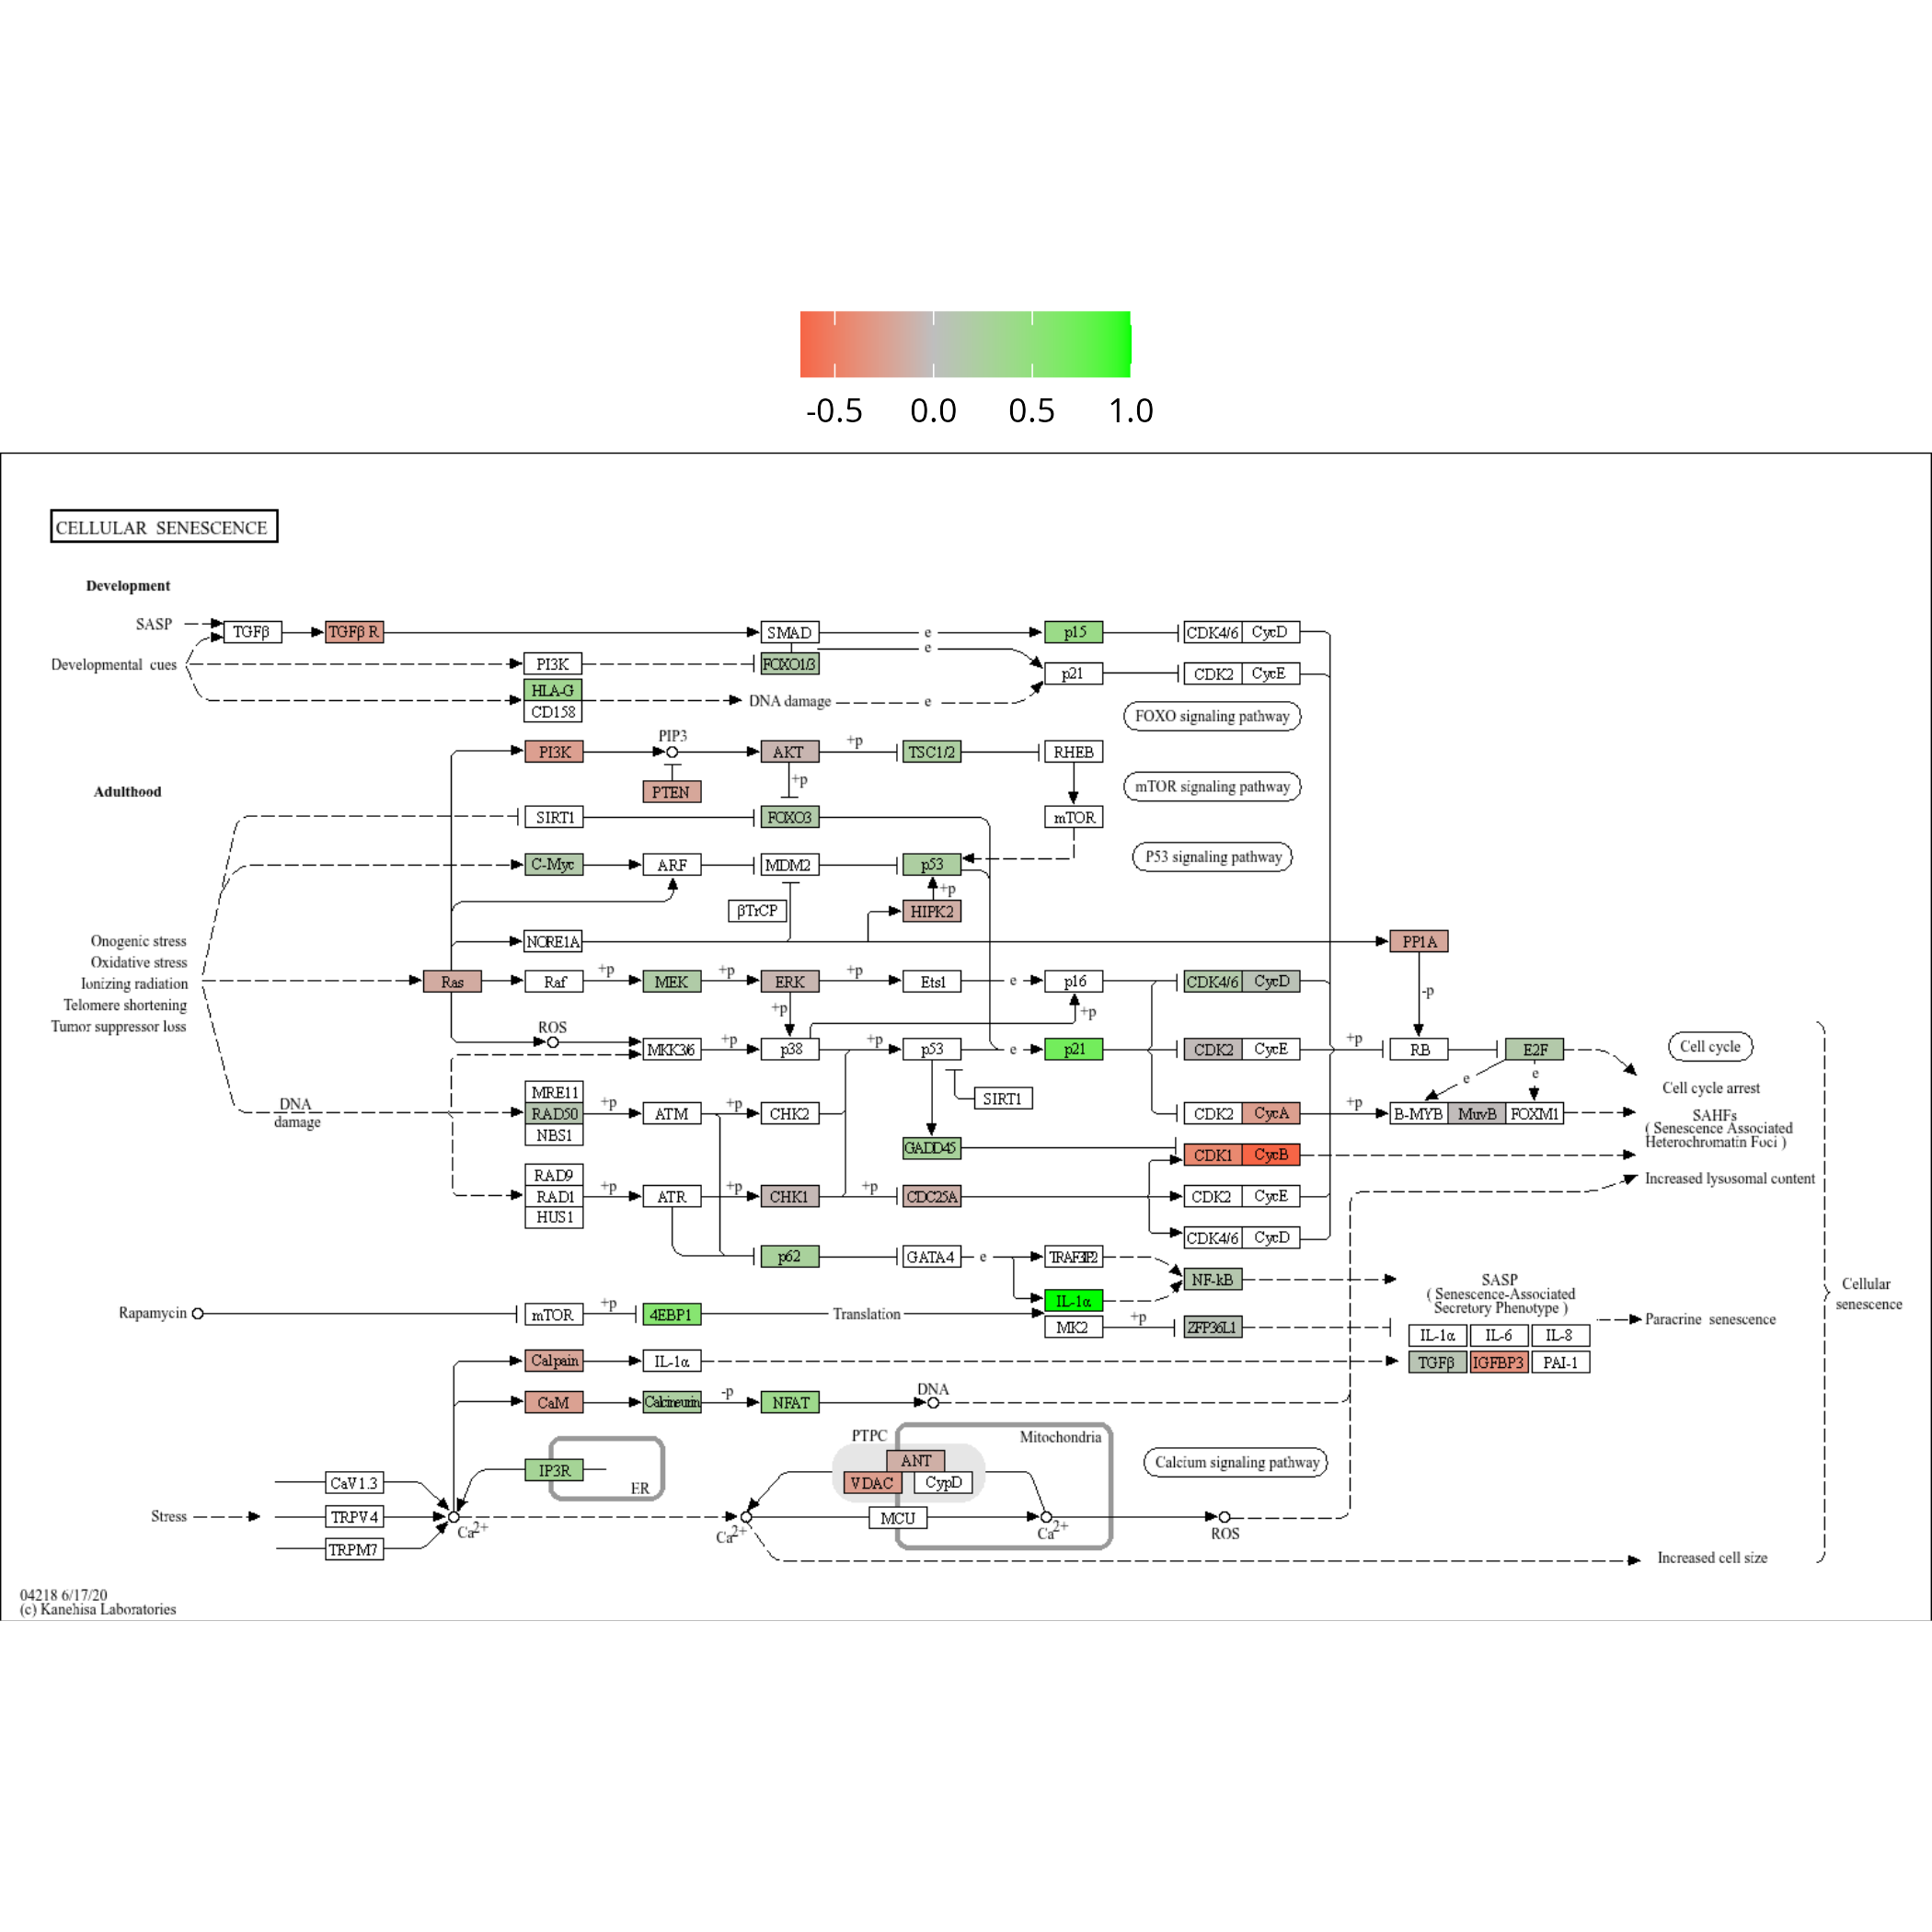 -0.5 0.0 0.5 1.0
CELLULAR SENESCENCE
Development
SASP
TGFβ
TGFβ R
SMAD
e
p15
CDK4/6 CycD
Developmental cues
PI3K
FOXO1/3
e
p21
CDK2 CycE
HLA-G
CD158
DNA damage
e
FOXO signaling pathway
PI3K
PIP3
AKT
+p
TSC1/2
RHEB
PTEN
+p
mTOR signaling pathway
Adulthood
SIRT1
FOXO3
mTOR
C-Myc
ARF
MDM2
p53
P53 signaling pathway
+p
βTrCP
HIPK2
NORE1A
PP1A
Onogenic stress
Oxidative stress
Ionizing radiation
Telomere shortening
Tumor suppressor loss
Ras
Raf
+p
MEK
+p
ERK
+p
Ets1
e
p16
CDK4/6 CycD
-p
+p
+p
ROS
MKK3/6
+p
p38
+p
p53
e
p21
CDK2 CycE
+p
RB
E2F
Cell cycle
e
e
Cell cycle arrest
DNA
damage
MRE11
RAD50
NBS1
+p
ATM
+p
CHK2
SIRT1
CDK2 CycA
+p
B-MYB MuvB FOXM1
SAHFs
( Senescence Associated
Heterochromatin Foci )
GADD45
CDK1 CycB
Increased lysosomal content
RAD9
RAD1
HUS1
+p
ATR
+p
CHK1
+p
CDC25A
CDK2 CycE
CDK4/6 CycD
p62
GATA4
e
TRAF3IP2
NF-kB
SASP
( Senescence-Associated
Secretory Phenotype )
Cellular
senescence
IL-1α
Rapamycin
mTOR
+p
4EBP1
Translation
MK2
+p
ZFP36L1
Paracrine senescence
IL-1α IL-6 IL-8
TGFβ IGFBP3 PAI-1
Calpain
IL-1α
CaM
Calcineurin
-p
NFAT
DNA
PTPC
Mitochondria
IP3R
ER
ANT
VDAC
CypD
Calcium signaling pathway
CaV1.3
Stress
TRPV4
TRPM7
Ca2+
Ca2+
MCU
Ca2+
ROS
Increased cell size
04218 6/17/20
(c) Kanehisa Laboratories